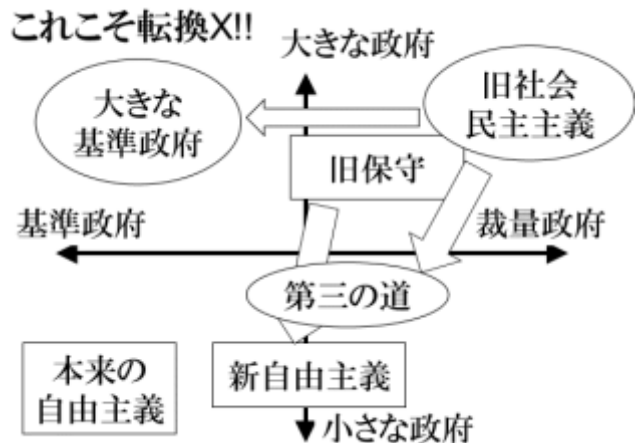 これこそ転換X!!
大きな政府
大きな
基準政府
旧社会
民主主義
旧保守
基準政府
裁量政府
第三の道
本来の
自由主義
新自由主義
小さな政府